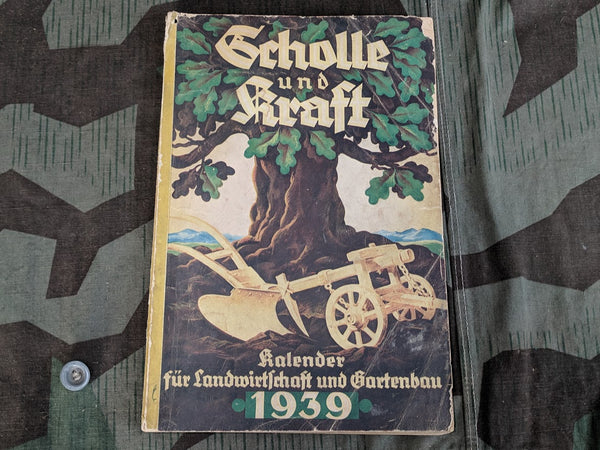 Scholle
und
Kraft
Kalender
für Landwirtschaft und Gartenbau
1939